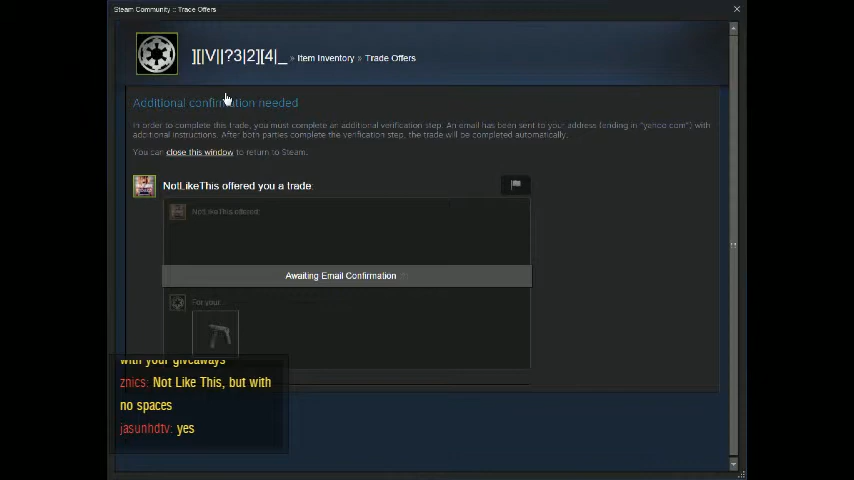 Steam Community :: Trade Offers
][|V||?3|2][4|_ » Item Inventory » Trade Offers
Additional confirmation needed
In order to complete this trade, you must complete an additional verification step. An email has been sent to your address (ending in "yahoo.com") with
additional instructions. After both parties complete the verification step, the trade will be completed automatically.
You can close this window to return to Steam.
NotLikeThis offered you a trade:
NotLikeThis offered:
Awaiting Email Confirmation
For your:
with your giveaways
znics: Not Like This, but with
no spaces
jasunhdtv: yes